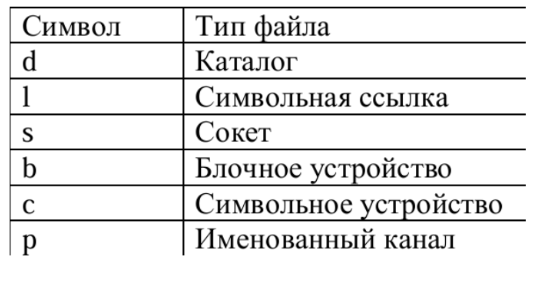 Символ Тип файла
d Каталог
l Символьная ссылка
s Сокет
b Блочное устройство
c Символьное устройство
p Именованный канал